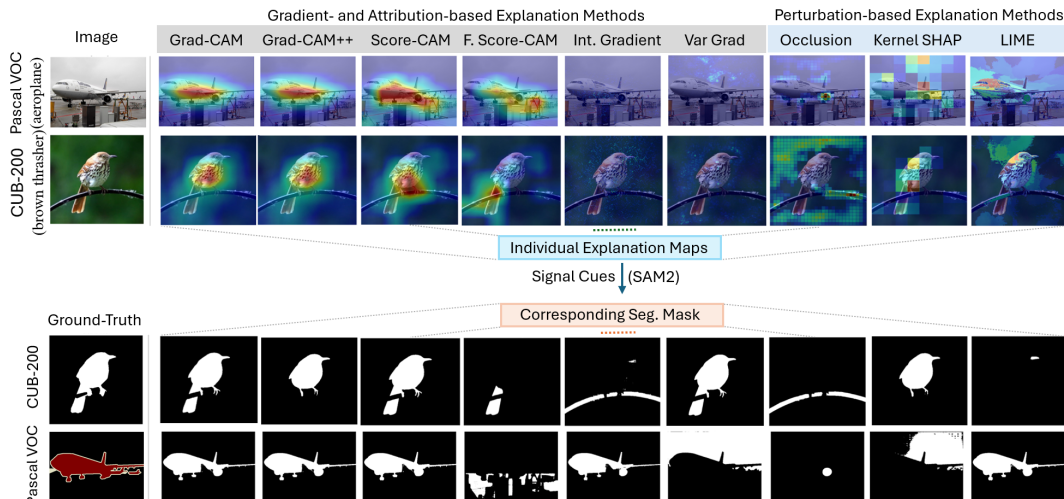 Gradient- and Attribution-based Explanation Methods
Perturbation-based Explanation Methods
Image
Grad-CAM
Grad-CAM++
Score-CAM
F. Score-CAM
Int. Gradient
Var Grad
Occlusion
Kernel SHAP
LIME
Pascal VOC
(aeroplane)
CUB-200
(brown thrasher)
Individual Explanation Maps
Signal Cues
(SAM2)
Corresponding Seg. Mask
Ground-Truth
CUB-200
Pascal VOC